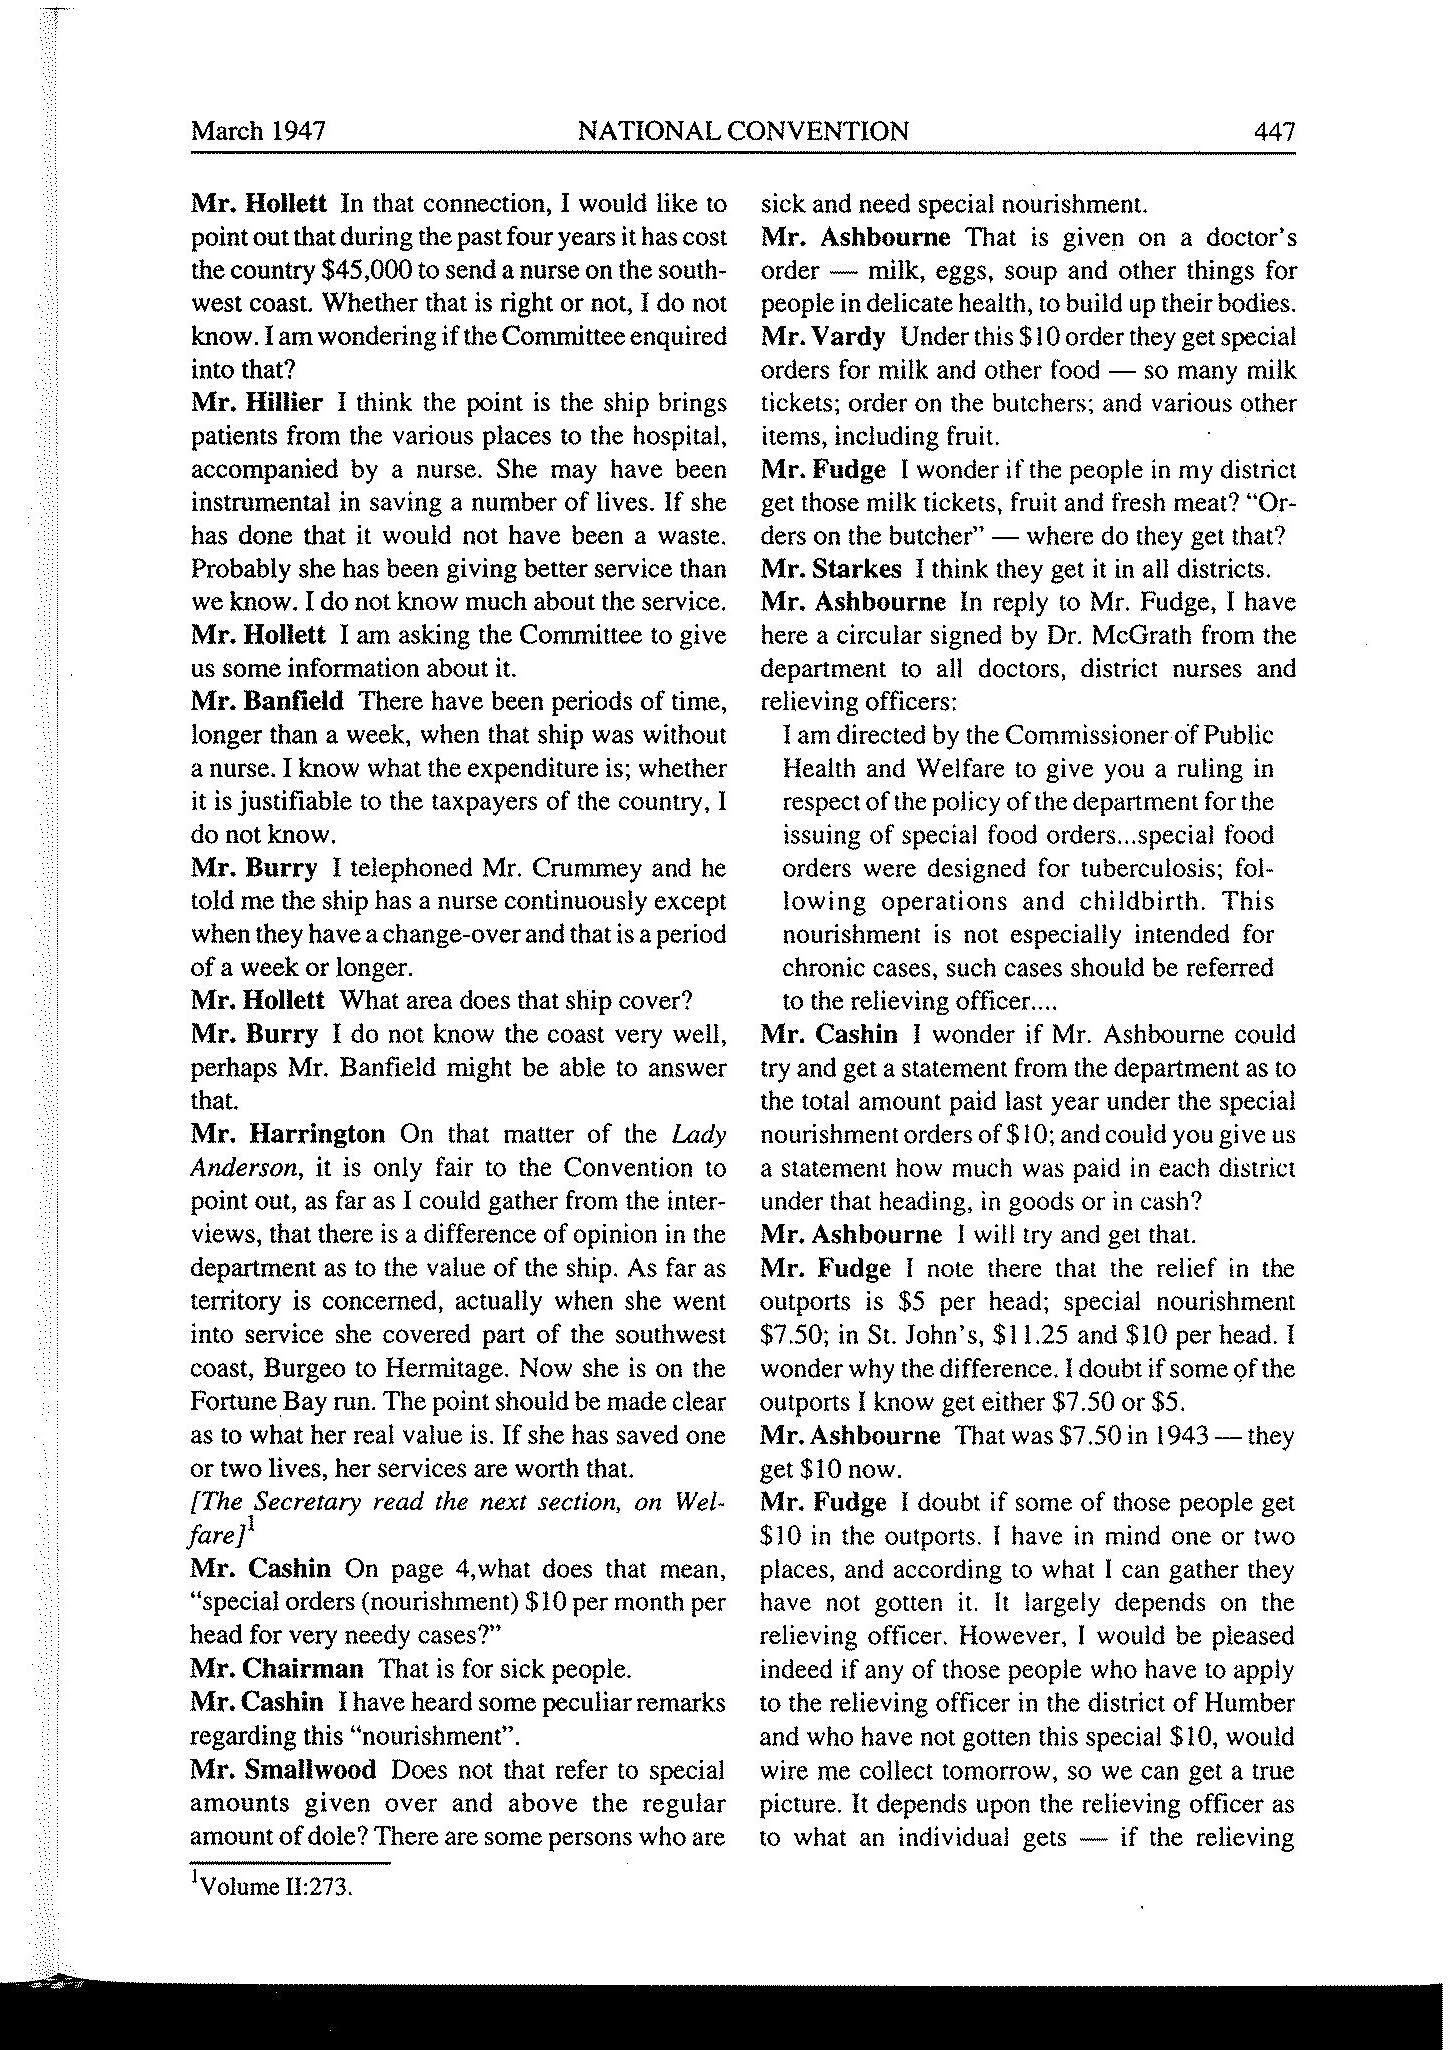 March 1947 NATIONAL CONVENTION 447
Mr. Hollett In that connection, I would like to
point out that during the past four years it has cost
the country $45,000 to send a nurse on the south-
west coast. Whether that is right or not, I do not
know. I am wondering if the Committee enquired
into that?
Mr. Hillier I think the point is the ship brings
patients from the various places to the hospital,
accompanied by a nurse. She may have been
instrumental in saving a number of lives. If she
has done that it would not have been a waste.
Probably she has been giving better service than
we know. I do not know much about the service.
Mr. Hollett I am asking the Committee to give
us some information about it.
Mr. Banfield There have been periods of time,
longer than a week, when that ship was without
a nurse. I know what the expenditure is; whether
it is justifiable to the taxpayers of the country, I
do not know.
Mr. Burry I telephoned Mr. Crummey and he
told me the ship has a nurse continuously except
when they have a change-over and that is a period
of a week or longer.
Mr. Hollett What area does that ship cover?
Mr. Burry I do not know the coast very well,
perhaps Mr. Banfield might be able to answer
that.
Mr. Harrington On that matter of the Lady
Anderson, it is only fair to the Convention to
point out, as far as I could gather from the inter-
views, that there is a difference of opinion in the
department as to the value of the ship. As far as
territory is concerned, actually when she went
into service she covered part of the southwest
coast, Burgeo to Hermitage. Now she is on the
Fortune Bay run. The point should be made clear
as to what her real value is. If she has saved one
or two lives, her services are worth that.
[The Secretary read the next section, on Wel-
fare]1
Mr. Cashin On page 4,what does that mean,
"special orders (nourishment) $10 per month per
head for very needy cases?"
Mr. Chairman That is for sick people.
Mr. Cashin I have heard some peculiar remarks
regarding this "nourishment".
Mr. Smallwood Does not that refer to special
amounts given over and above the regular
amount of dole? There are some persons who are
1Volume II:273.
sick and need special nourishment.
Mr. Ashbourne That is given on a doctor's
order — milk, eggs, soup and other things for
people in delicate health, to build up their bodies.
Mr. Vardy Under this $10 order they get special
orders for milk and other food — so many milk
tickets; order on the butchers; and various other
items, including fruit.
Mr. Fudge I wonder if the people in my district
get those milk tickets, fruit and fresh meat? "Or-
ders on the butcher" — where do they get that?
Mr. Starkes I think they get it in all districts.
Mr. Ashbourne In reply to Mr. Fudge, I have
here a circular signed by Dr. McGrath from the
department to all doctors, district nurses and
relieving officers:
I am directed by the Commissioner of Public
Health and Welfare to give you a ruling in
respect of the policy of the department for the
issuing of special food orders...special food
orders were designed for tuberculosis; fol-
lowing operations and childbirth. This
nourishment is not especially intended for
chronic cases, such cases should be referred
to the relieving officer....
Mr. Cashin I wonder if Mr. Ashbourne could
try and get a statement from the department as to
the total amount paid last year under the special
nourishment orders of $10; and could you give us
a statement how much was paid in each district
under that heading, in goods or in cash?
Mr. Ashbourne I will try and get that.
Mr. Fudge I note there that the relief in the
outports is $5 per head; special nourishment
$7.50; in St. John's, $11.25 and $10 per head. I
wonder why the difference. I doubt if some of the
outports I know get either $7.50 or $5.
Mr. Ashbourne That was $7.50 in 1943 — they
get $10 now.
Mr. Fudge I doubt if some of those people get
$10 in the outports. I have in mind one or two
places, and according to what I can gather they
have not gotten it. It largely depends on the
relieving officer. However, I would be pleased
indeed if any of those people who have to apply
to the relieving officer in the district of Humber
and who have not gotten this special $10, would
wire me collect tomorrow, so we can get a true
picture. It depends upon the relieving officer as
to what an individual gets — if the relieving